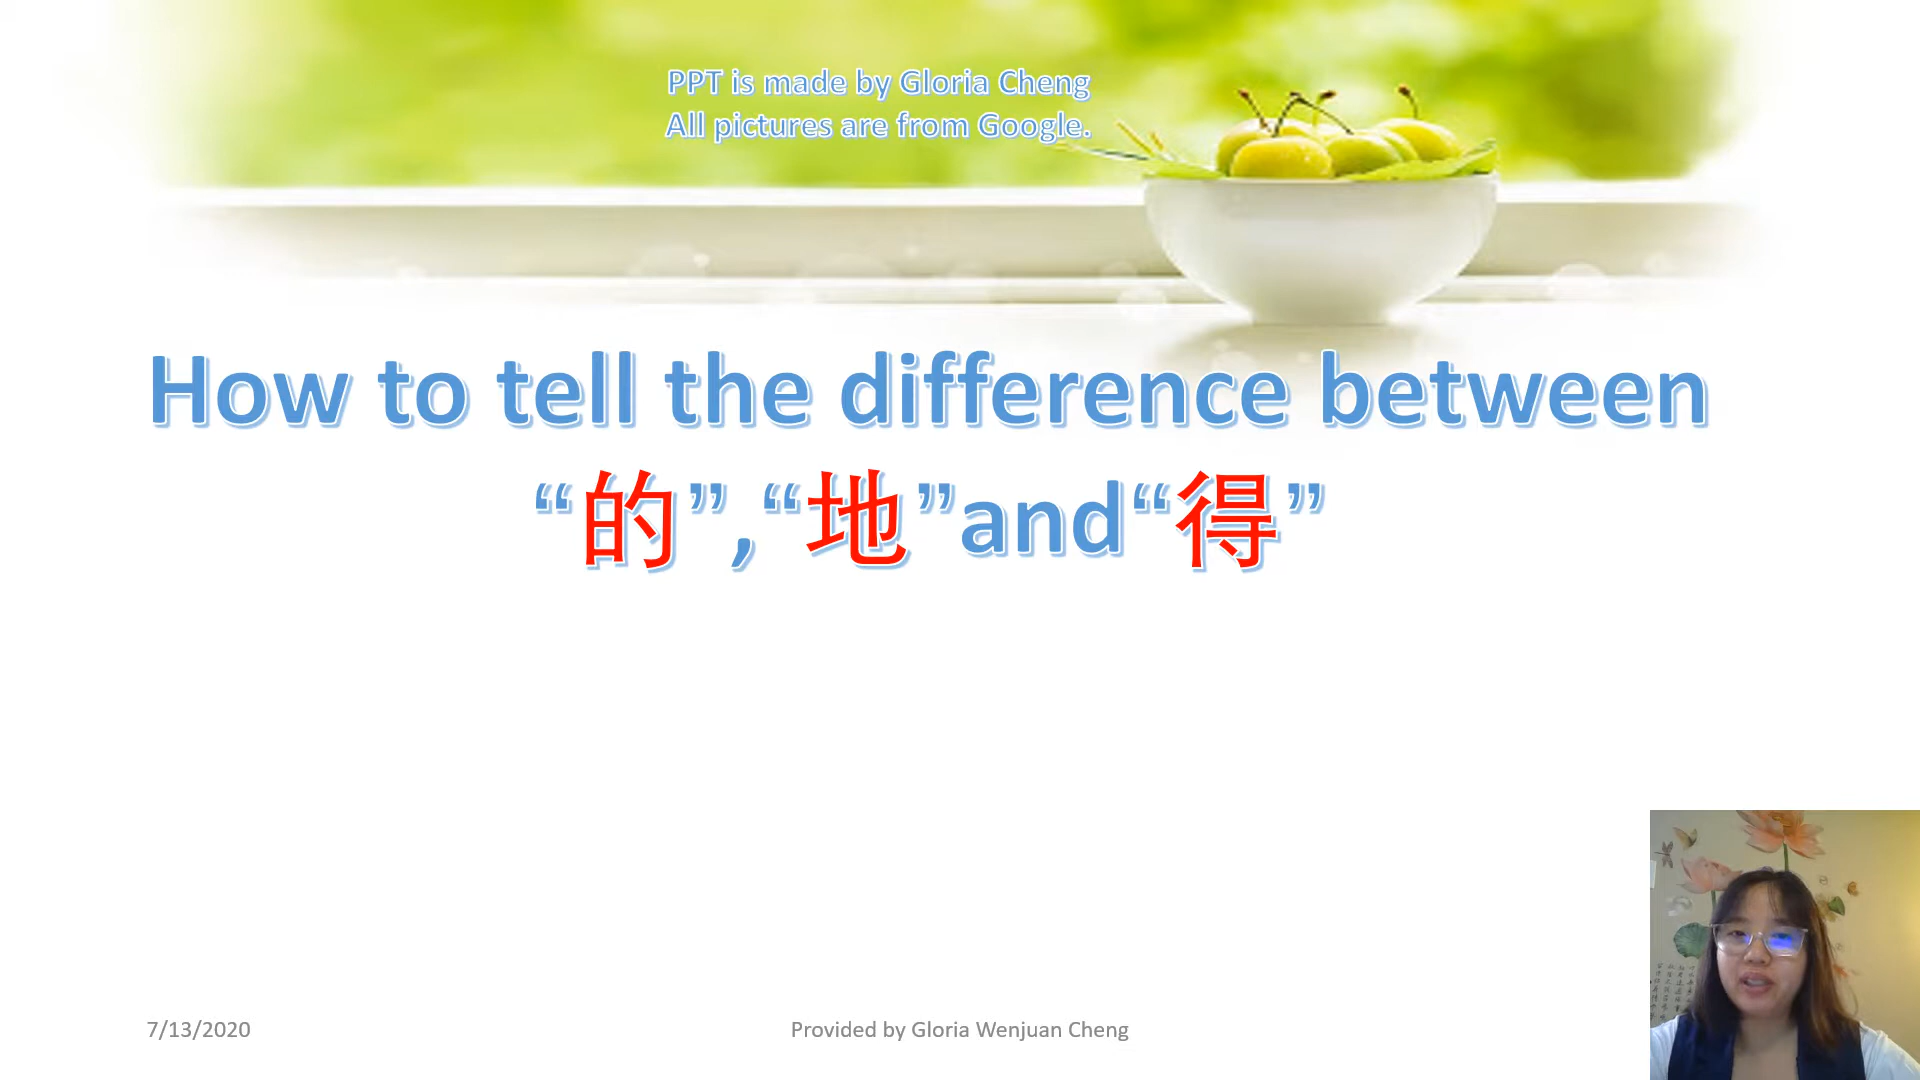 PPT is made by Gloria Cheng
All pictures are from Google.
How to tell the difference between
“的”,“地”and“得”
7/13/2020
Provided by Gloria Wenjuan Cheng